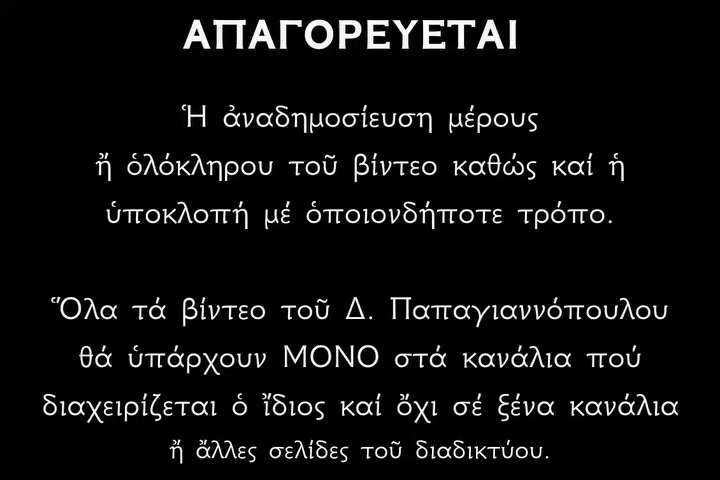 ΑΠΑΓΟΡΕΥΕΤΑΙ
Ἡ ἀναδημοσίευση μέρους
ἤ ὁλόκληρου τοῦ βίντεο καθώς καί ἡ
ὑποκλοπή μέ ὁποιονδήποτε τρόπο.
Ὅλα τά βίντεο τοῦ Δ. Παπαγιαννόπουλου
θά ὑπάρχουν ΜΟΝΟ στά κανάλια πού
διαχειρίζεται ὁ ἴδιος καί ὄχι σέ ξένα κανάλια
ἤ ἄλλες σελίδες τοῦ διαδικτύου.